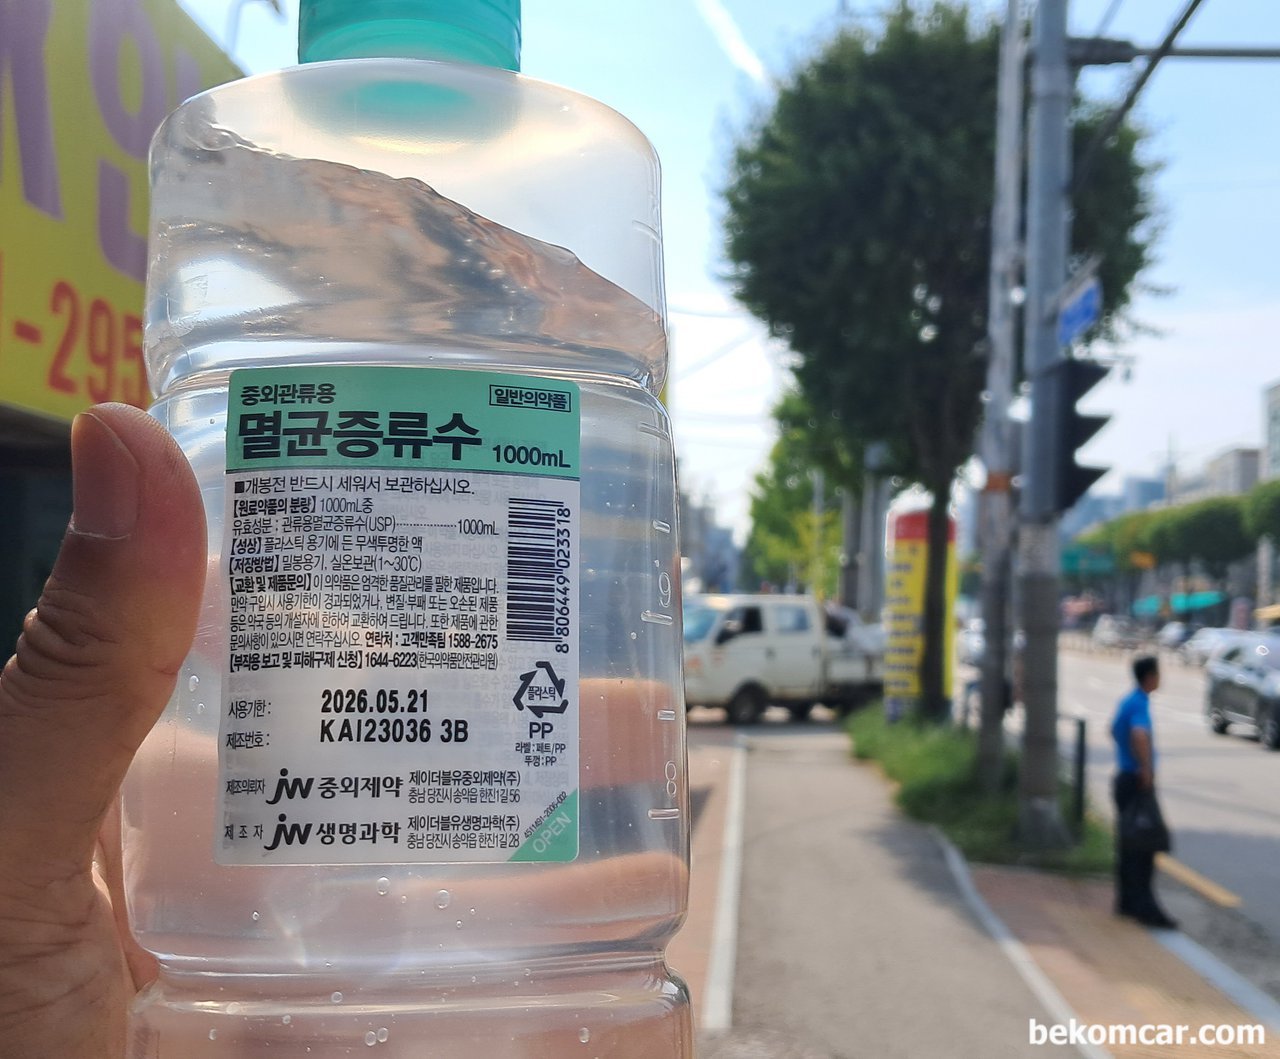 -295
중외관류용
일반의약품
멸균증류수 1000mL
■개봉전 반드시 세워서 보관하십시오.
【원료약품의 분량】 1000mL중
유효성분 : 관류용멸균증류수(USP)······················1000mL
【성상】 플라스틱 용기에 든 무색투명한 액
【저장방법】 밀봉용기, 실온보관(1~30℃)
【교환 및 제품문의】 이 의약품은 엄격한 품질관리를 필한 제품입니다.
만약 구입시 사용기한이 경과되었거나, 변질·부패 또는 오손된 제품
등은 약국 등의 개설자에 한하여 교환하여 드립니다. 또한 제품에 관한
문의사항이 있으시면 연락주십시오. 연락처 : 고객만족팀 1588-2675
【부작용 보고 및 피해구제 신청】 1644-6223(한국의약품안전관리원)
8 806449 023318
사용기한 : 2026.05.21
제조번호 : KAI23036 3B
플라스틱
PP
라벨:페트/PP
뚜껑:PP
제조의뢰자 JW 중외제약 제이더블유중외제약(주)
충남 당진시 송악읍 한진1길 56
제 조 자 JW 생명과학 제이더블유생명과학(주)
충남 당진시 송악읍 한진1길 28
OPEN
9
8
bekomcar.com